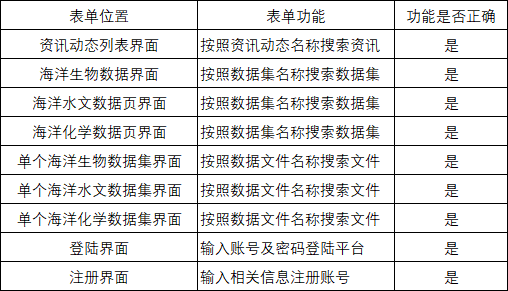 表单位置 表单功能 功能是否正确
资讯动态列表界面 按照资讯动态名称搜索资讯 是
海洋生物数据界面 按照数据集名称搜索数据集 是
海洋水文数据页界面 按照数据集名称搜索数据集 是
海洋化学数据页界面 按照数据集名称搜索数据集 是
单个海洋生物数据集界面 按照数据文件名称搜索文件 是
单个海洋水文数据集界面 按照数据文件名称搜索文件 是
单个海洋化学数据集界面 按照数据文件名称搜索文件 是
登陆界面 输入账号及密码登陆平台 是
注册界面 输入相关信息注册账号 是